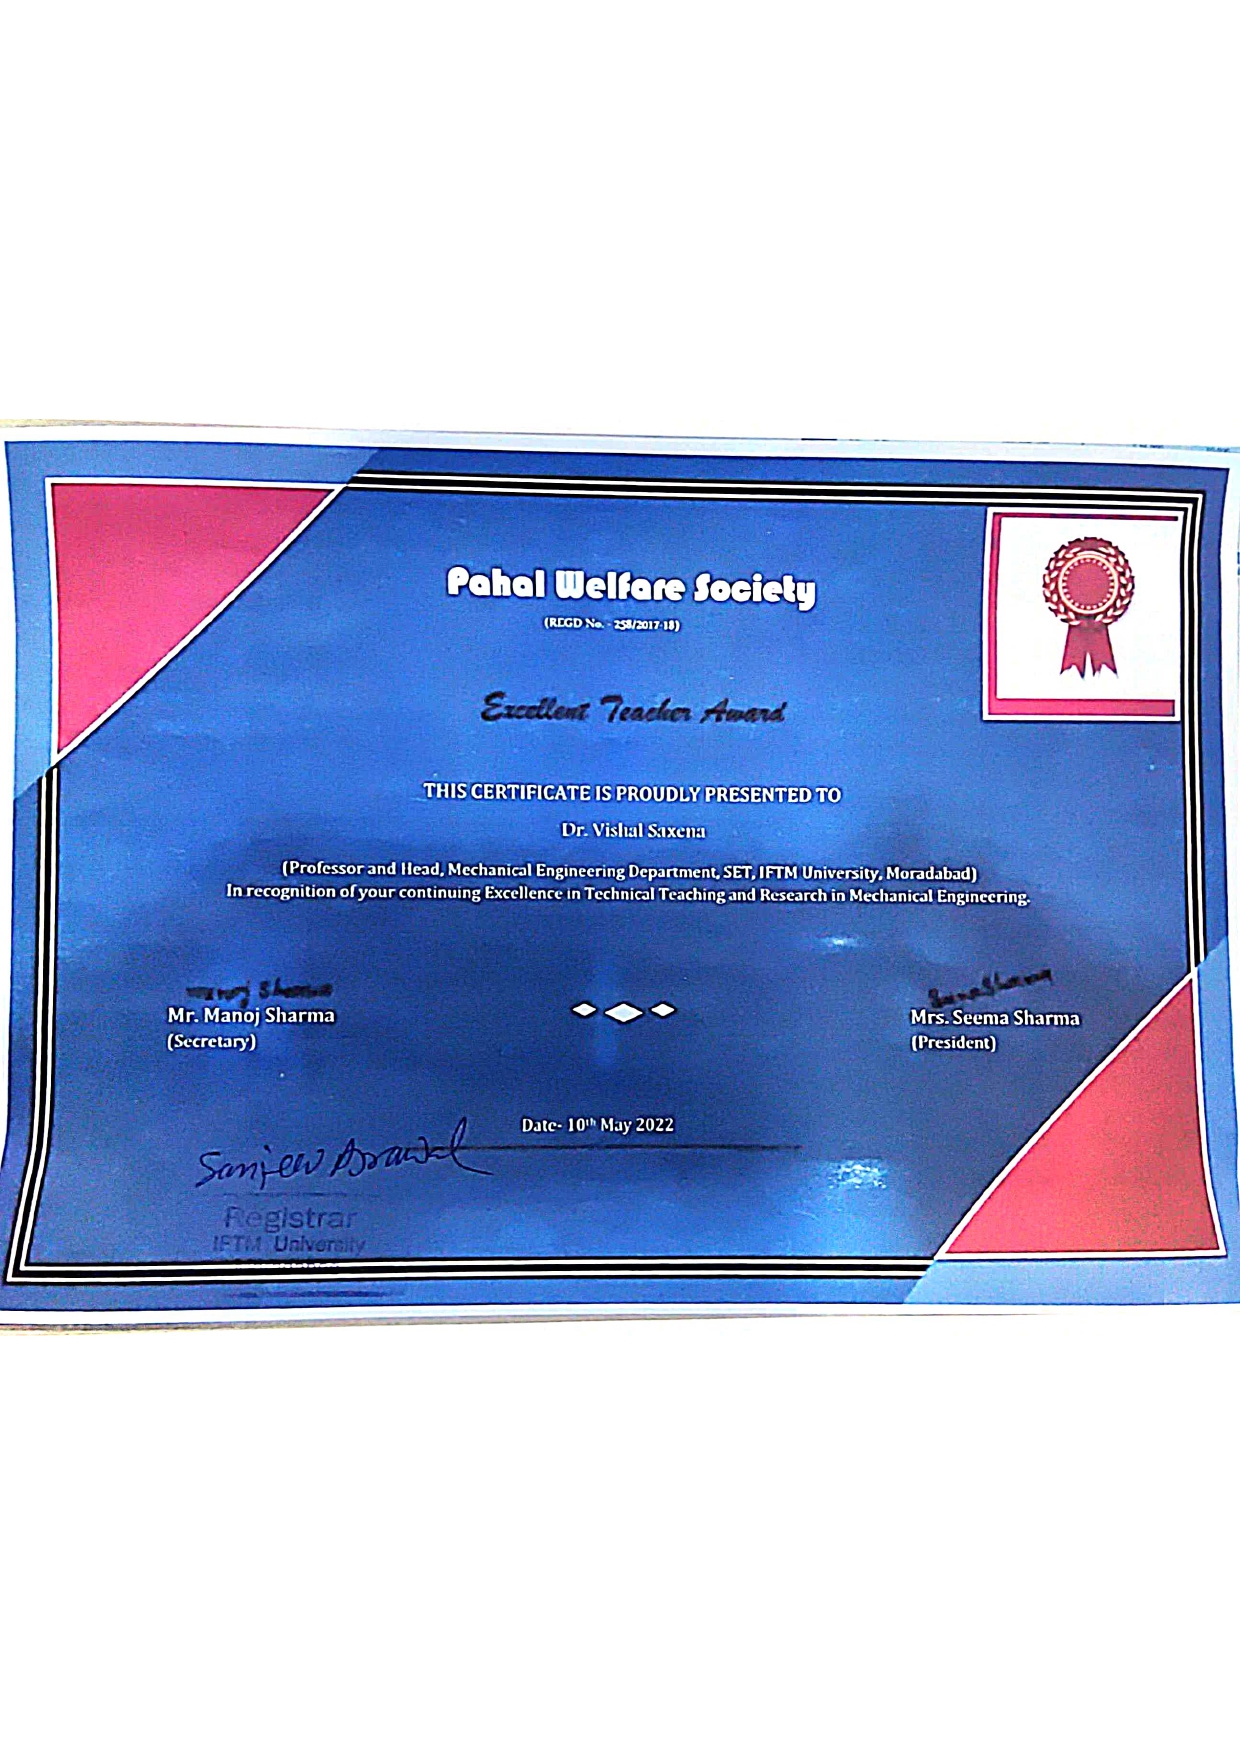 Pahal Welfare Society
(REGD No. - 258/2017-18)
Excellent Teacher Award
THIS CERTIFICATE IS PROUDLY PRESENTED TO
Dr. Vishal Saxena
(Professor and Head, Mechanical Engineering Department, SET, IFTM University, Moradabad)
In recognition of your continuing Excellence in Technical Teaching and Research in Mechanical Engineering.
Manoj Sharma
Mr. Manoj Sharma
(Secretary)
Seema Sharma
Mrs. Seema Sharma
(President)
Date- 10th May 2022
Sanjeev
Registrar
IFTM University